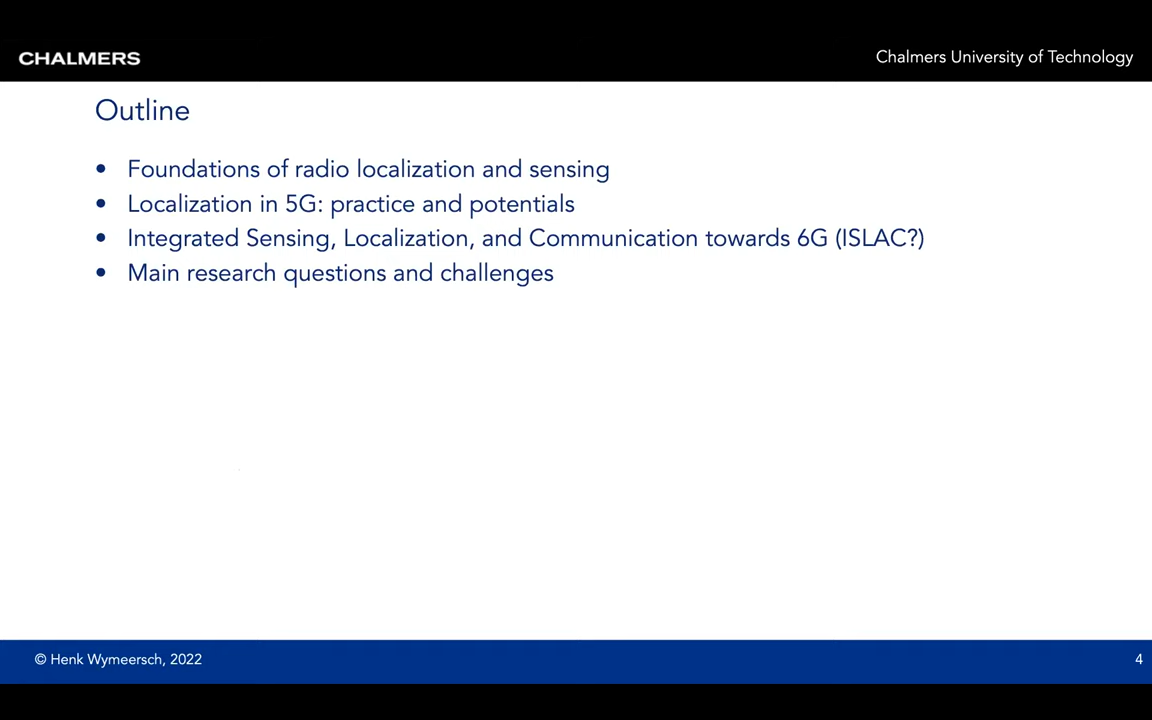 CHALMERS
Chalmers University of Technology
Outline
• Foundations of radio localization and sensing
• Localization in 5G: practice and potentials
• Integrated Sensing, Localization, and Communication towards 6G (ISLAC?)
• Main research questions and challenges
© Henk Wymeersch, 2022
4